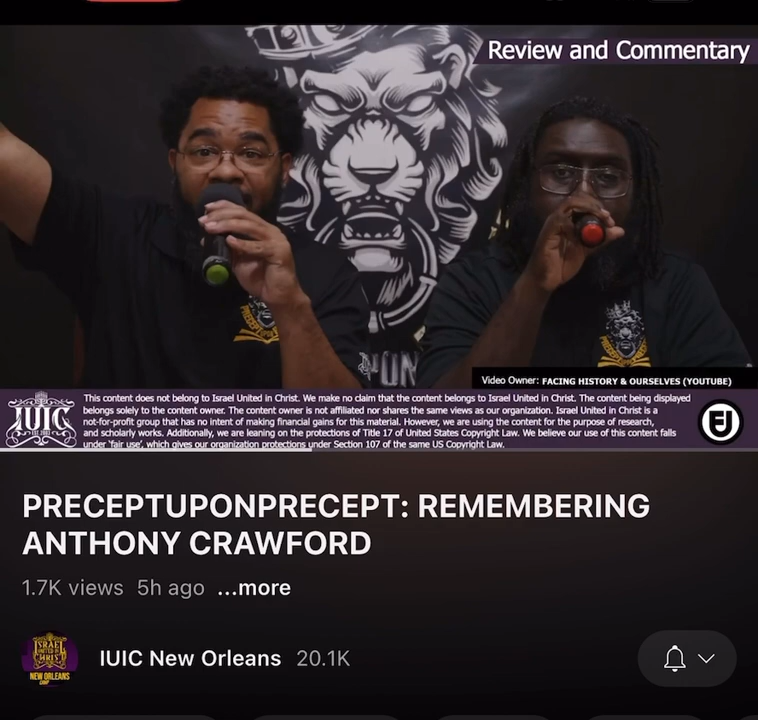 Review and Commentary
UNI
Video Owner: FACING HISTORY & OURSELVES (YOUTUBE)
IUIC
This content does not belong to Israel United in Christ. We make no claim that the content belongs to Israel United in Christ. The content being displayed
belongs solely to the content owner. The content owner is not affiliated nor shares the same views as our organization. Israel United in Christ is a
not-for-profit group that has no intent of making financial gains for this material. However, we are using the content for the purpose of research,
and scholarly works. Additionally, we are leaning on the protections of Title 17 of United States Copyright Law. We believe our use of this content falls
under 'fair use', which gives our organization protections under Section 107 of the same US Copyright Law.
PRECEPTUPONPRECEPT: REMEMBERING
ANTHONY CRAWFORD
1.7K views 5h ago ...more
ISRAEL
UNITED IN
CHRIST
NEW ORLEANS
IUIC New Orleans 20.1K